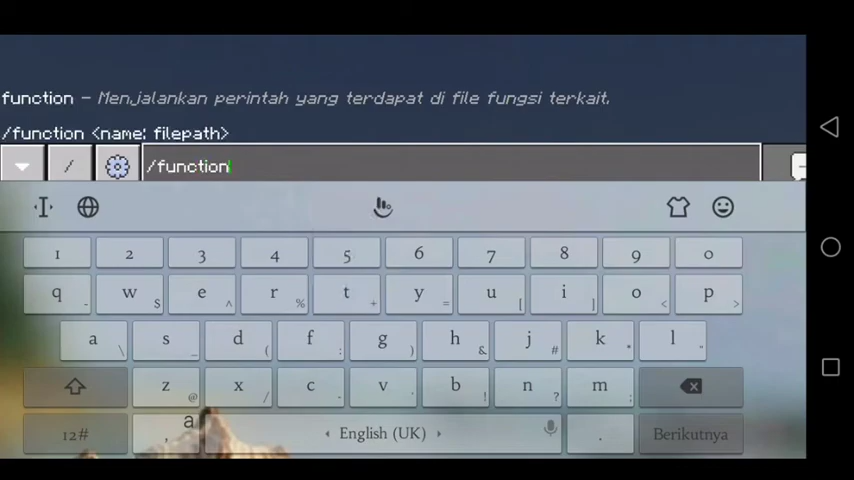 function - Menjalankan perintah yang terdapat di file fungsi terkait.
/function <name: filepath>
/ /function
1 2 3 4 5 6 7 8 9 0
q - w S e ^ r % t + y = u [ i ] o < p >
a \ s _ d ( f : g ) h & j # k * l "
z @ x / c - v ' b ! n ? m ;
12# , a English (UK) . Berikutnya